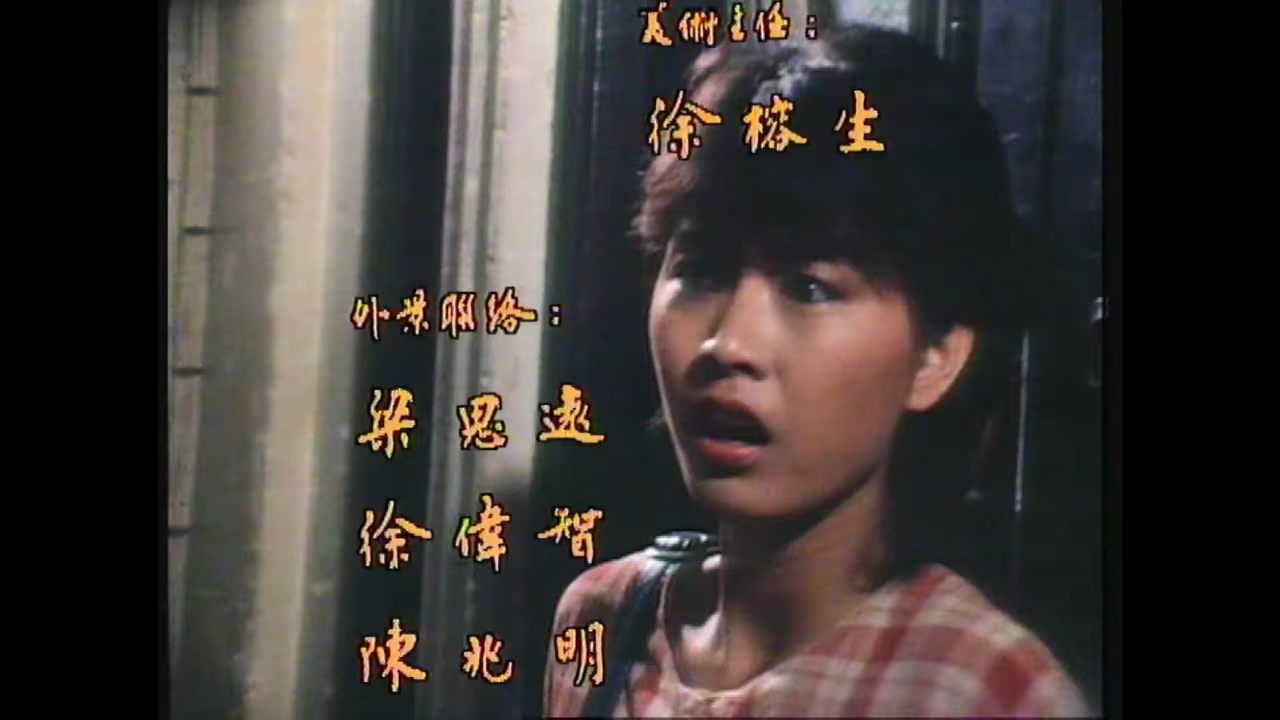 美術主任：
徐榕生
外景聯絡：
梁思遠
徐偉智
陳兆明